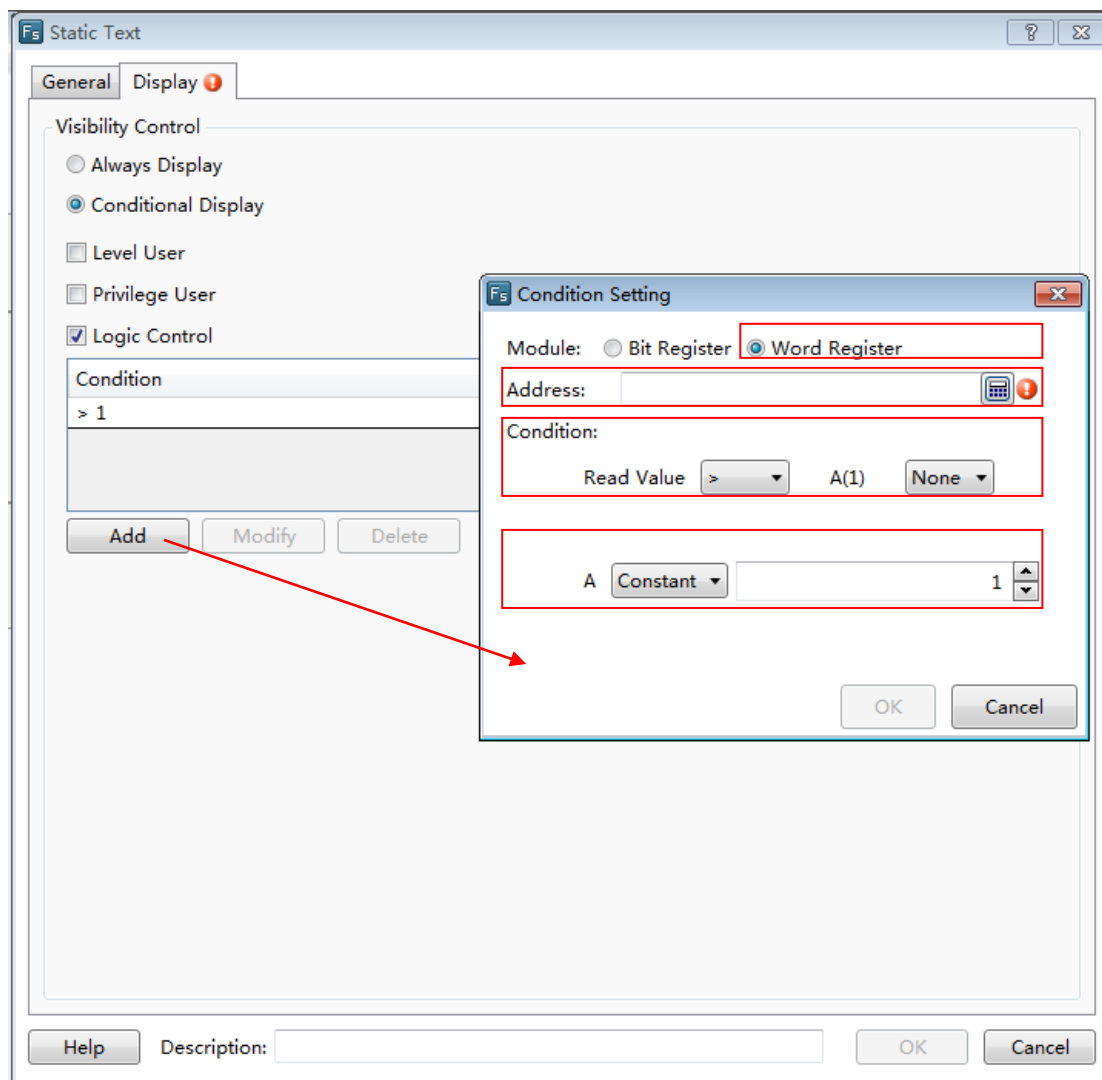 Fs Static Text
General Display
Visibility Control
Always Display
Conditional Display
Level User
Privilege User
Logic Control
Condition
> 1
Add Modify Delete
Fs Condition Setting
Module: Bit Register Word Register
Address:
Condition:
Read Value > A(1) None
A Constant 1
OK Cancel
Help Description: OK Cancel